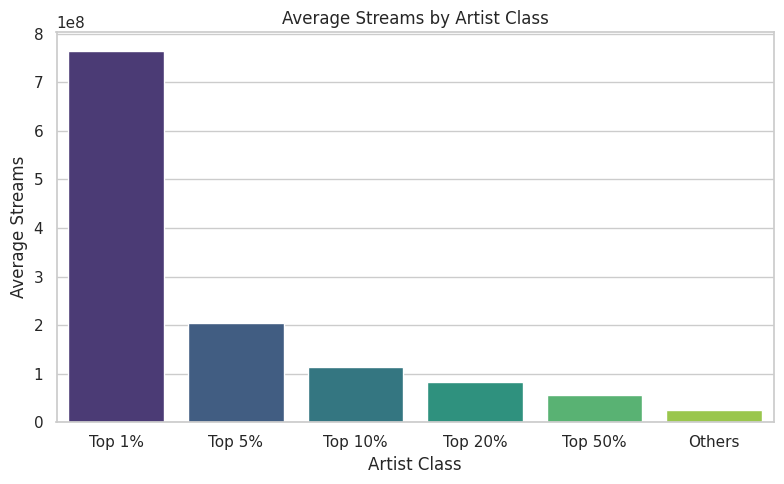 Average Streams by Artist Class
1e8
8
7
6
5
4
3
2
1
0
Average Streams
Top 1% Top 5% Top 10% Top 20% Top 50% Others
Artist Class